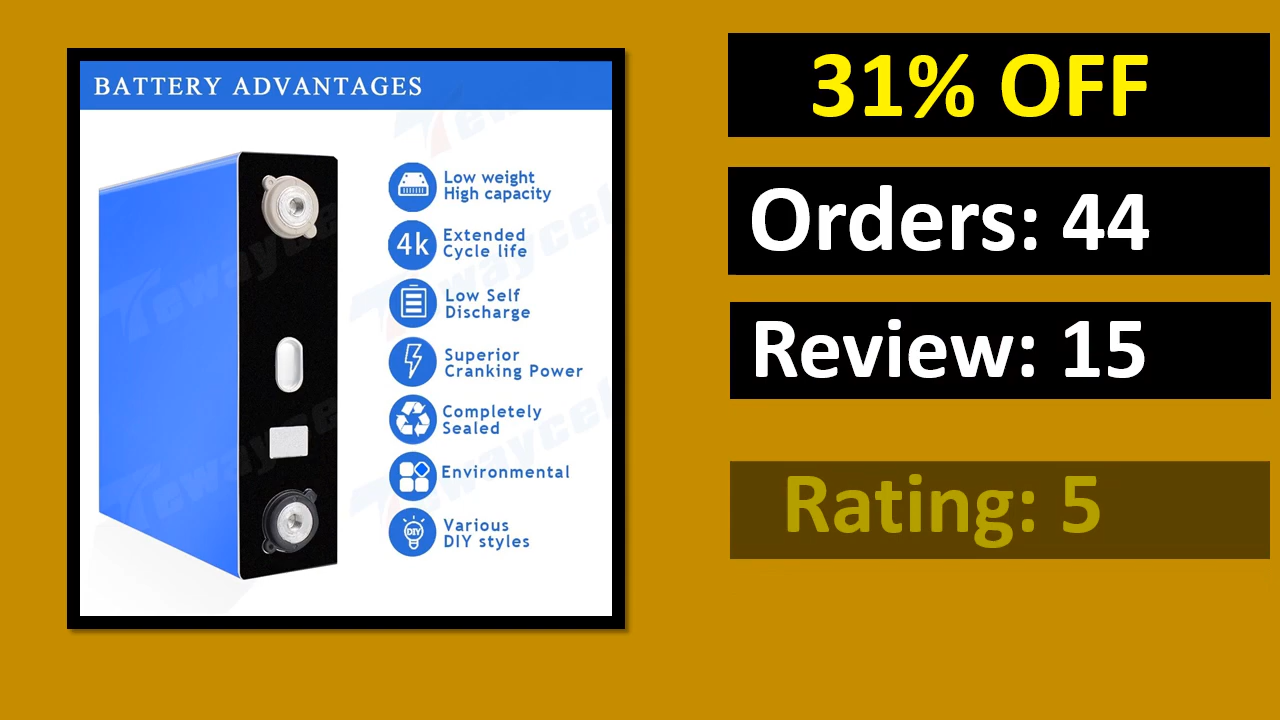 BATTERY ADVANTAGES
Low weight
High capacity
4k
Extended
Cycle life
Low Self
Discharge
Superior
Cranking Power
Completely
Sealed
Environmental
DIY
Various
DIY styles
Tewaycell
31% OFF
Orders: 44
Review: 15
Rating: 5